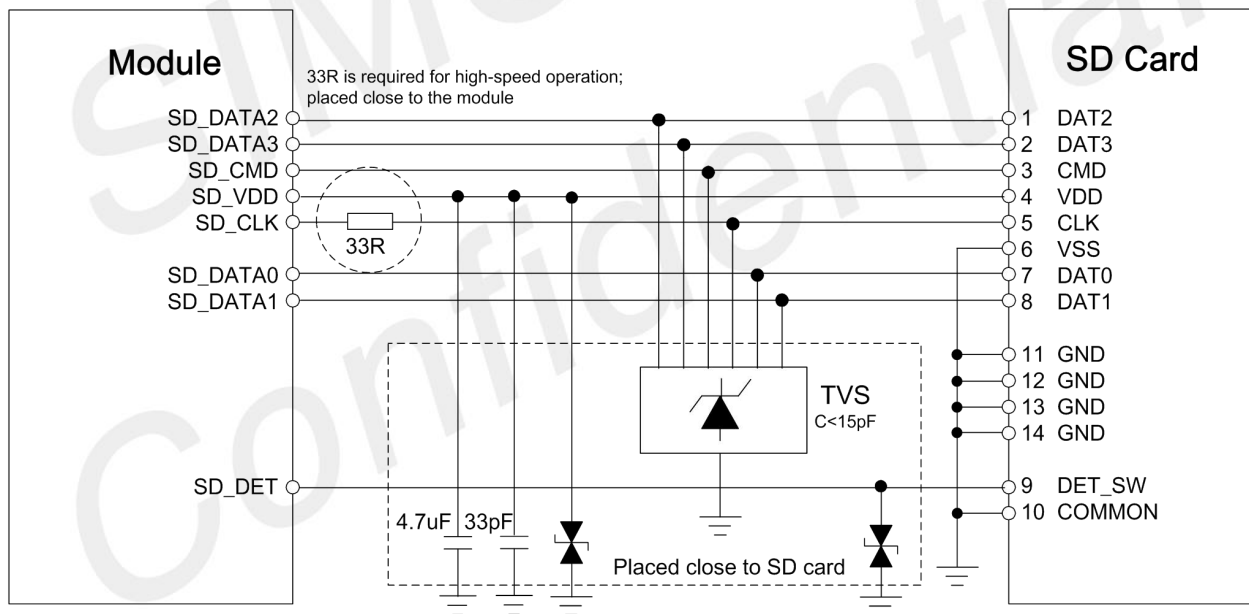 Module
SD Card
33R is required for high-speed operation;
placed close to the module
SD_DATA2
1 DAT2
SD_DATA3
2 DAT3
SD_CMD
3 CMD
SD_VDD
4 VDD
SD_CLK
5 CLK
33R
6 VSS
SD_DATA0
7 DAT0
SD_DATA1
8 DAT1
11 GND
12 GND
TVS
13 GND
C<15pF
14 GND
SD_DET
9 DET_SW
4.7uF 33pF
10 COMMON
Placed close to SD card
Confidential